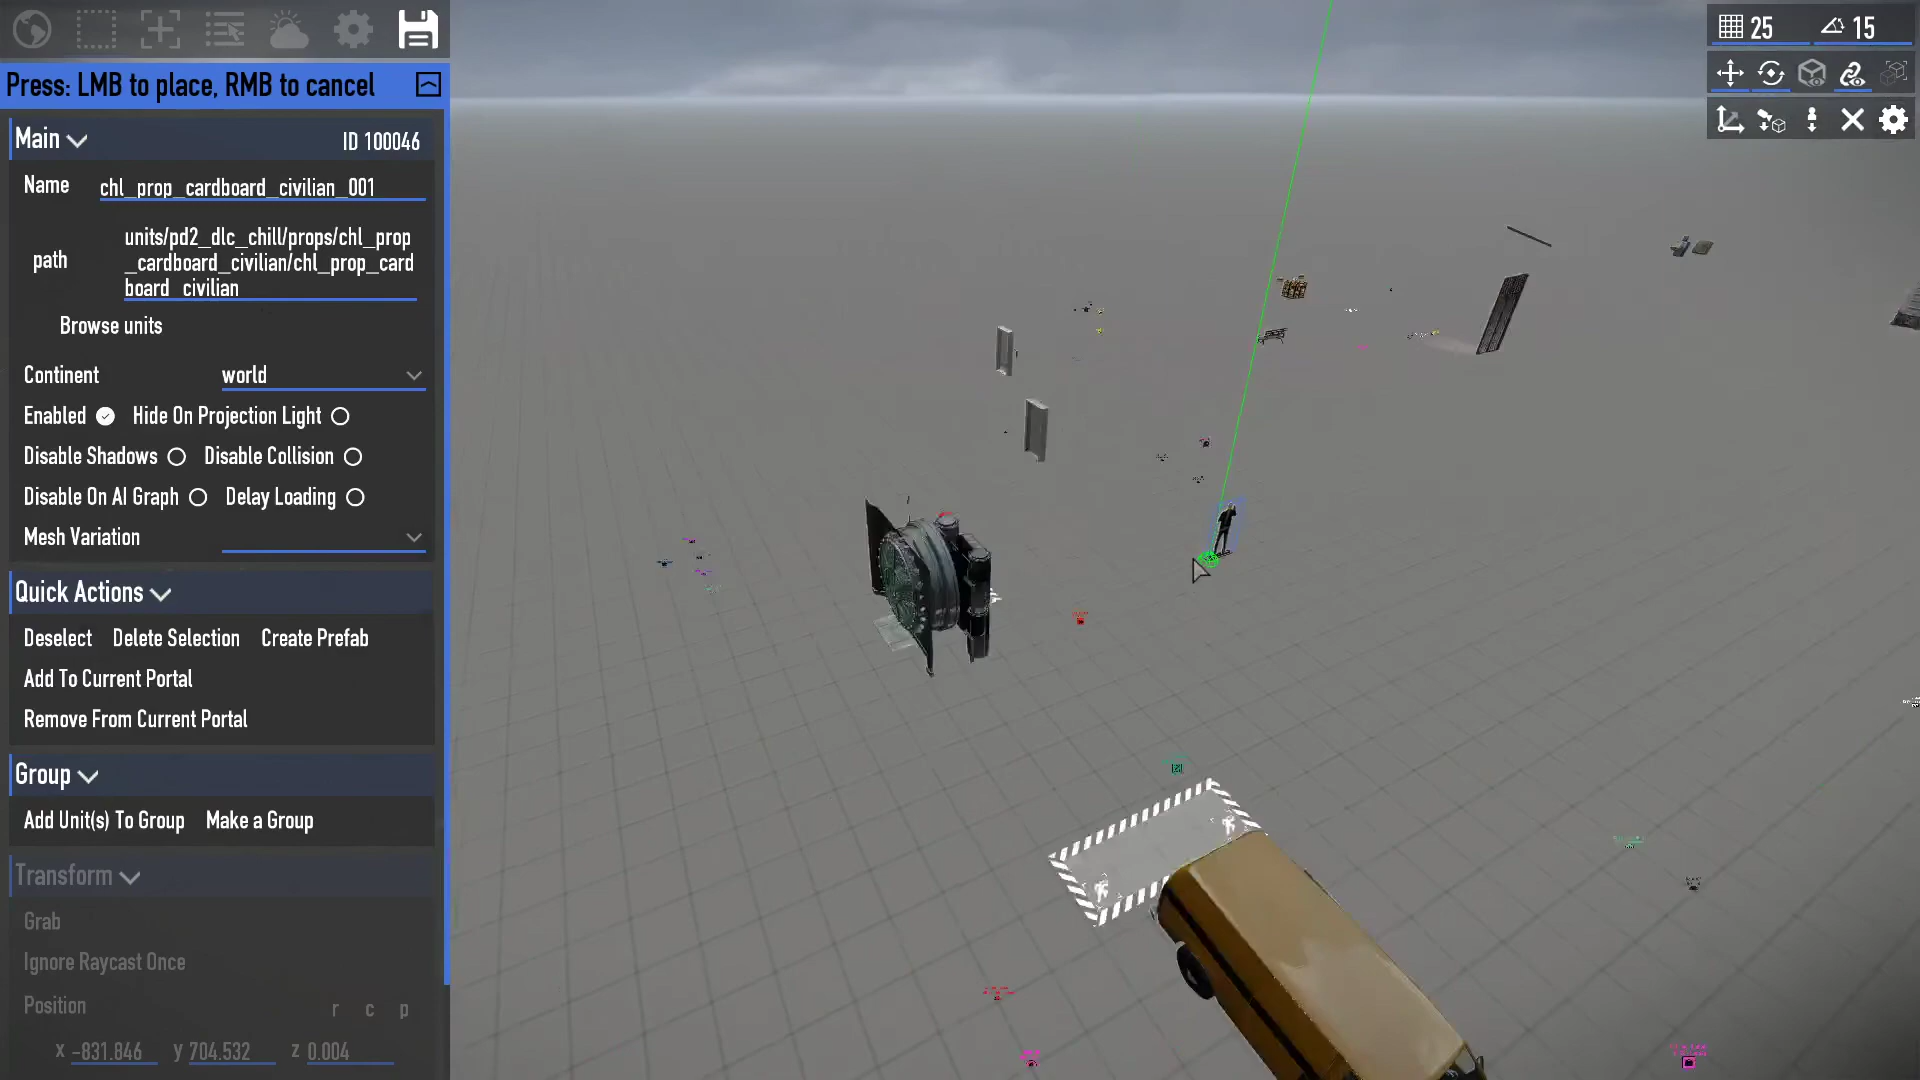 25
15
Press: LMB to place, RMB to cancel
Main
ID 100046
Name
chl_prop_cardboard_civilian_001
path
units/pd2_dlc_chill/props/chl_prop
_cardboard_civilian/chl_prop_card
board_civilian
Browse units
Continent
world
Enabled
Hide On Projection Light
Disable Shadows
Disable Collision
Disable On AI Graph
Delay Loading
Mesh Variation
Quick Actions
Deselect
Delete Selection
Create Prefab
Add To Current Portal
Remove From Current Portal
Group
Add Unit(s) To Group
Make a Group
Transform
Grab
Ignore Raycast Once
Position
r c p
x -831.846 y 704.532 z 0.004